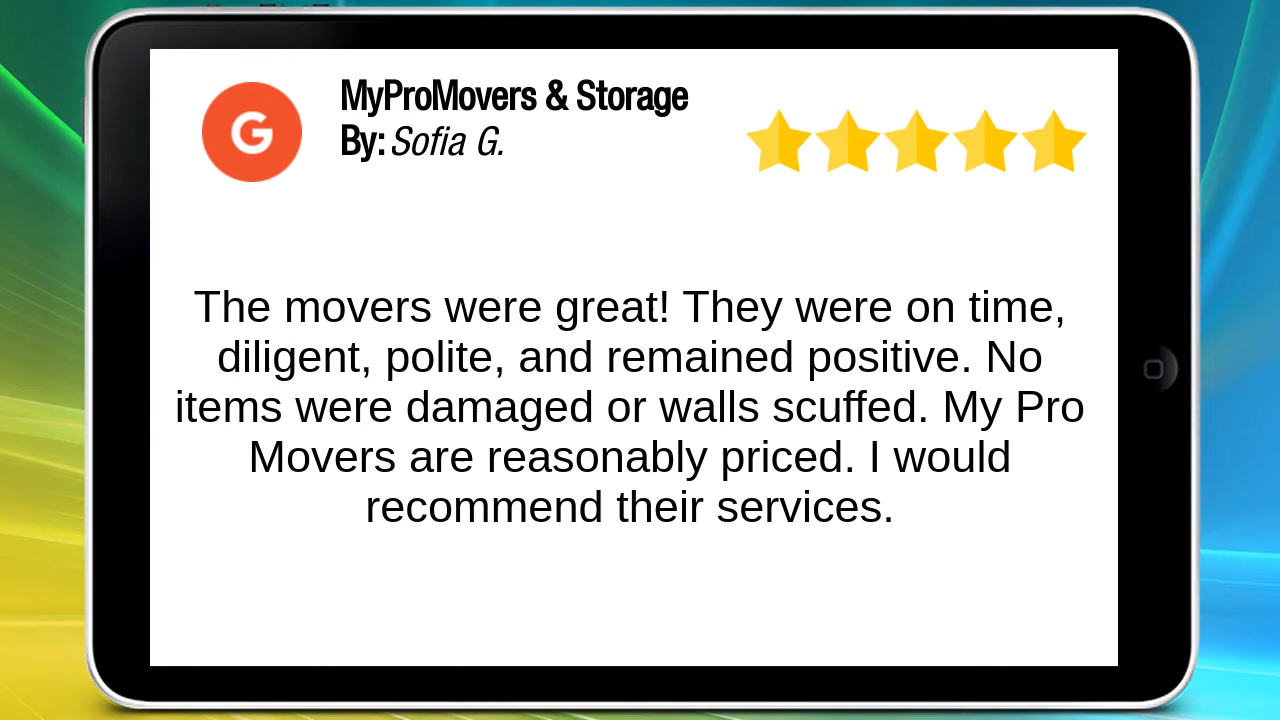 G
MyProMovers & Storage
By: Sofia G.
The movers were great! They were on time,
diligent, polite, and remained positive. No
items were damaged or walls scuffed. My Pro
Movers are reasonably priced. I would
recommend their services.